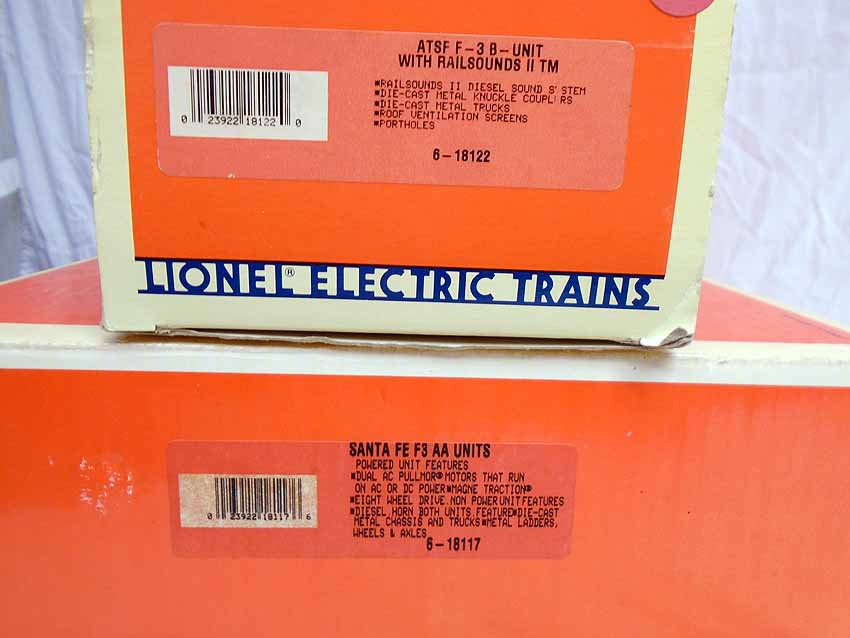 ATSF F-3 B-UNIT
WITH RAILSOUNDS II TM
▪RAILSOUNDS II DIESEL SOUND S STEM
▪DIE-CAST METAL KNUCKLE COUPL RS
▪DIE-CAST METAL TRUCKS
▪ROOF VENTILATION SCREENS
▪PORTHOLES
0 23922 18122 0
6-18122
LIONEL® ELECTRIC TRAINS
SANTA FE F3 AA UNITS
POWERED UNIT FEATURES
▪DUAL AC PULLMOR® MOTORS THAT RUN
ON AC OR DC POWER▪MAGNE TRACTION®
▪EIGHT WHEEL DRIVE. NON POWER UNIT FEATURES
▪DIESEL HORN BOTH UNITS FEATURE▪DIE-CAST
METAL CHASSIS AND TRUCKS▪METAL LADDERS,
WHEELS & AXLES
0 23922 18117 6
6-18117